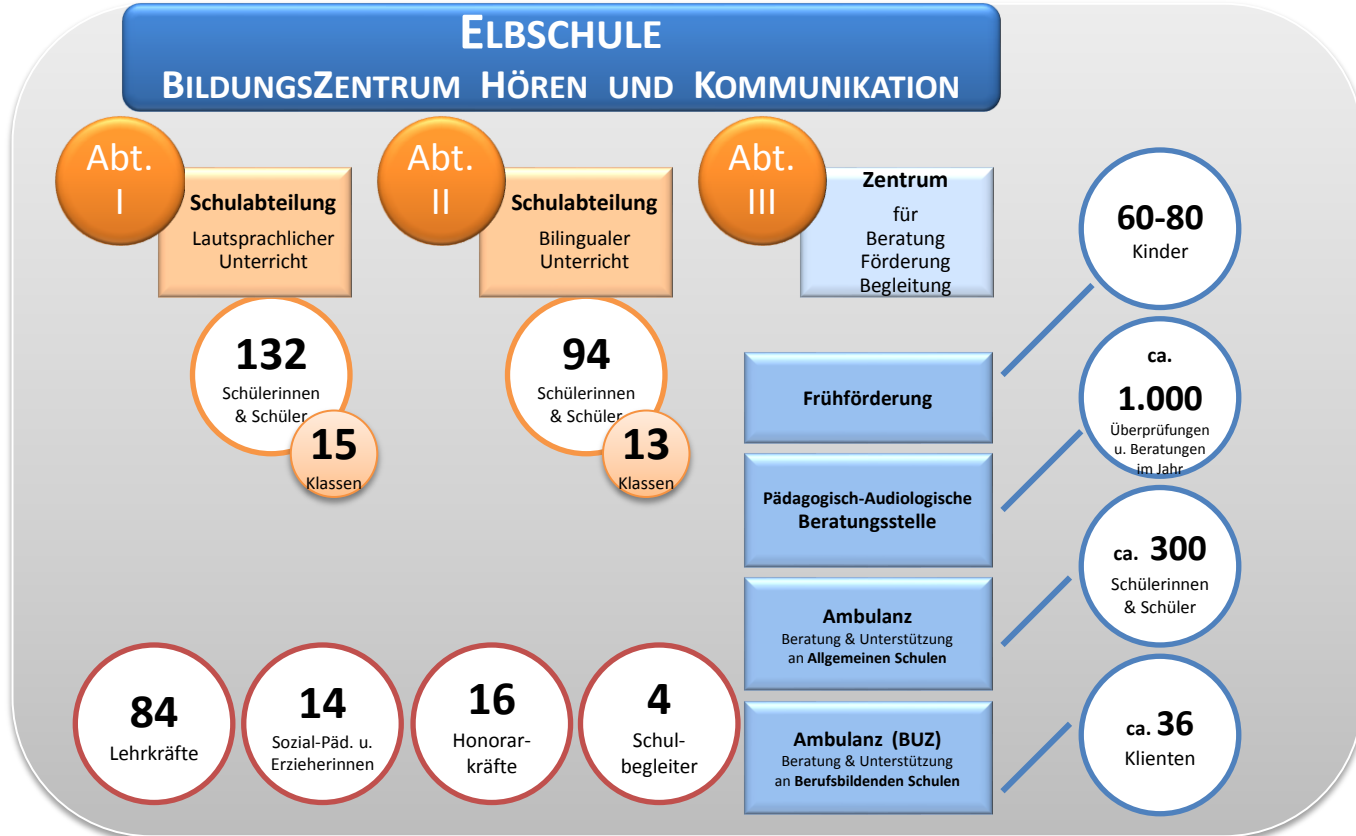 ELBSCHULE
BILDUNGSZENTRUM HÖREN UND KOMMUNIKATION
Abt.
I
Schulabteilung
Lautsprachlicher
Unterricht
132
Schülerinnen
& Schüler
15
Klassen
Abt.
II
Schulabteilung
Bilingualer
Unterricht
94
Schülerinnen
& Schüler
13
Klassen
Abt.
III
Zentrum
für
Beratung
Förderung
Begleitung
Frühförderung
60-80
Kinder
Pädagogisch-Audiologische
Beratungsstelle
ca.
1.000
Überprüfungen
u. Beratungen
im Jahr
Ambulanz
Beratung & Unterstützung
an Allgemeinen Schulen
ca. 300
Schülerinnen
& Schüler
Ambulanz (BUZ)
Beratung & Unterstützung
an Berufsbildenden Schulen
ca. 36
Klienten
84
Lehrkräfte
14
Sozial-Päd. u.
Erzieherinnen
16
Honorar-
kräfte
4
Schul-
begleiter